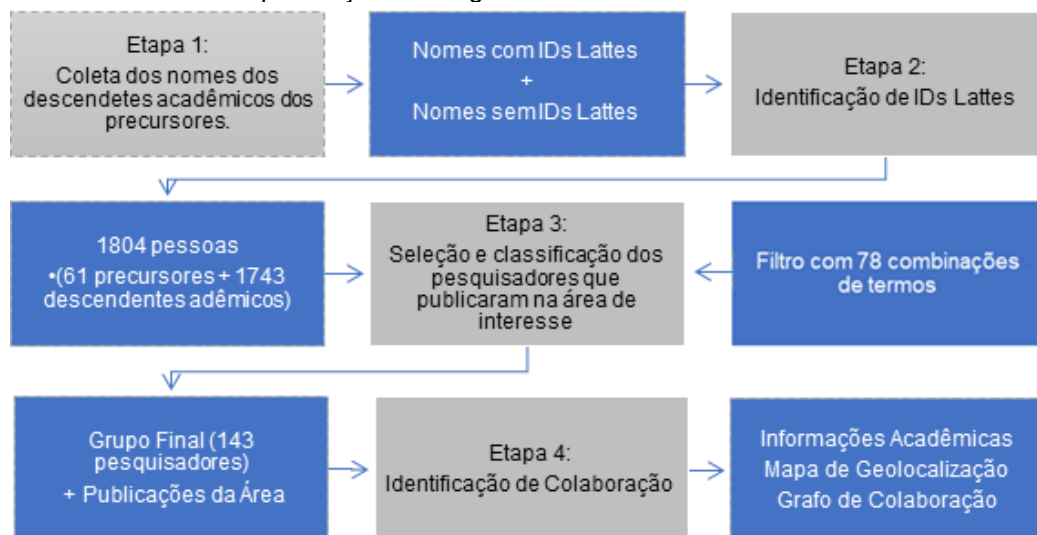 Etapa 1:
Coleta dos nomes dos
descendetes acadêmicos dos
precursores.
Nomes com IDs Lattes
+
Nomes sem IDs Lattes
Etapa 2:
Identificação de IDs Lattes
1804 pessoas
•(61 precursores + 1743
descendentes adêmicos)
Etapa 3:
Seleção e classificação dos
pesquisadores que
publicaram na área de
interesse
Filtro com 78 combinações
de termos
Grupo Final (143
pesquisadores)
+ Publicações da Área
Etapa 4:
Identificação de Colaboração
Informações Acadêmicas
Mapa de Geolocalização
Grafo de Colaboração